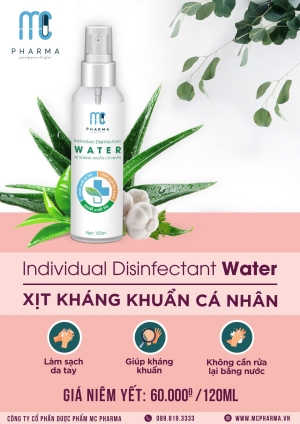 mc
PHARMA
mc
PHARMA
Individual Disinfectant
WATER
XỊT KHÁNG KHUẨN CÁ NHÂN
Individual Disinfectant Water
XỊT KHÁNG KHUẨN CÁ NHÂN
Làm sạch
da tay
Giúp kháng
khuẩn
Không cần rửa
lại bằng nước
GIÁ NIÊM YẾT: 60.000đ /120ML
CÔNG TY CỔ PHẦN DƯỢC PHẨM MC PHARMA
089.819.3333
WWW.MCPHARMA.VN